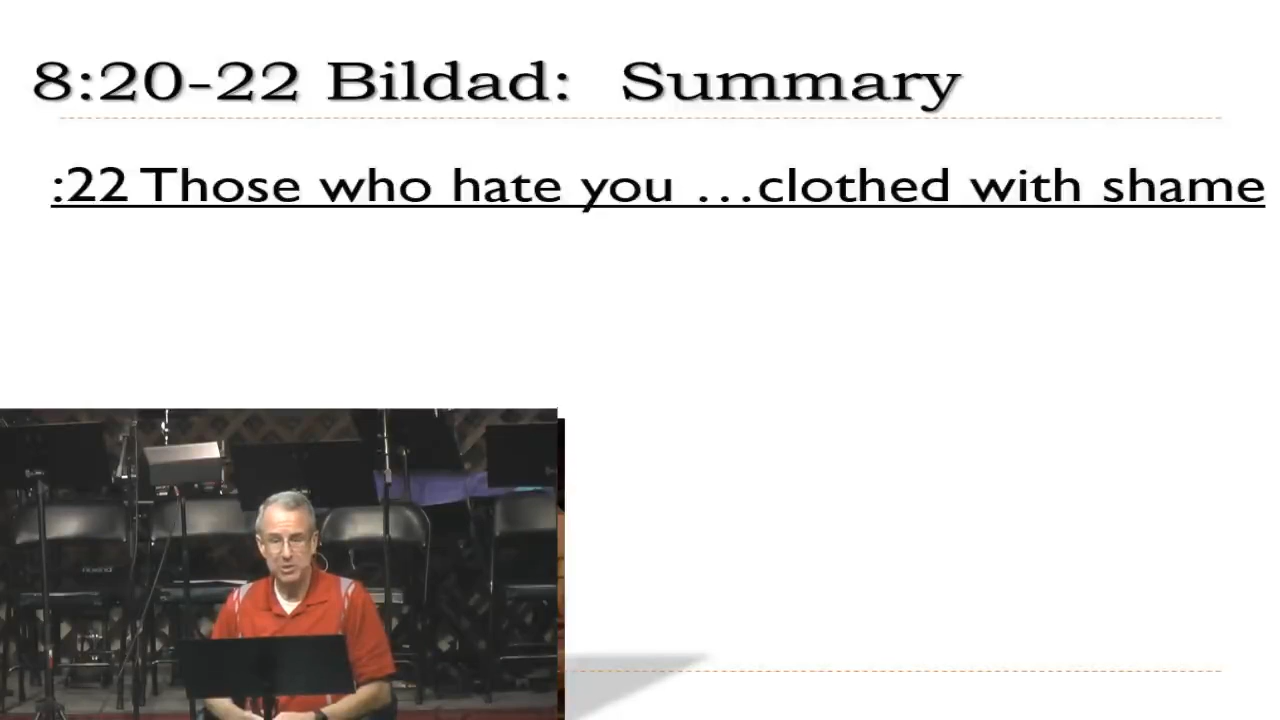 8:20-22 Bildad: Summary
:22 Those who hate you …clothed with shame